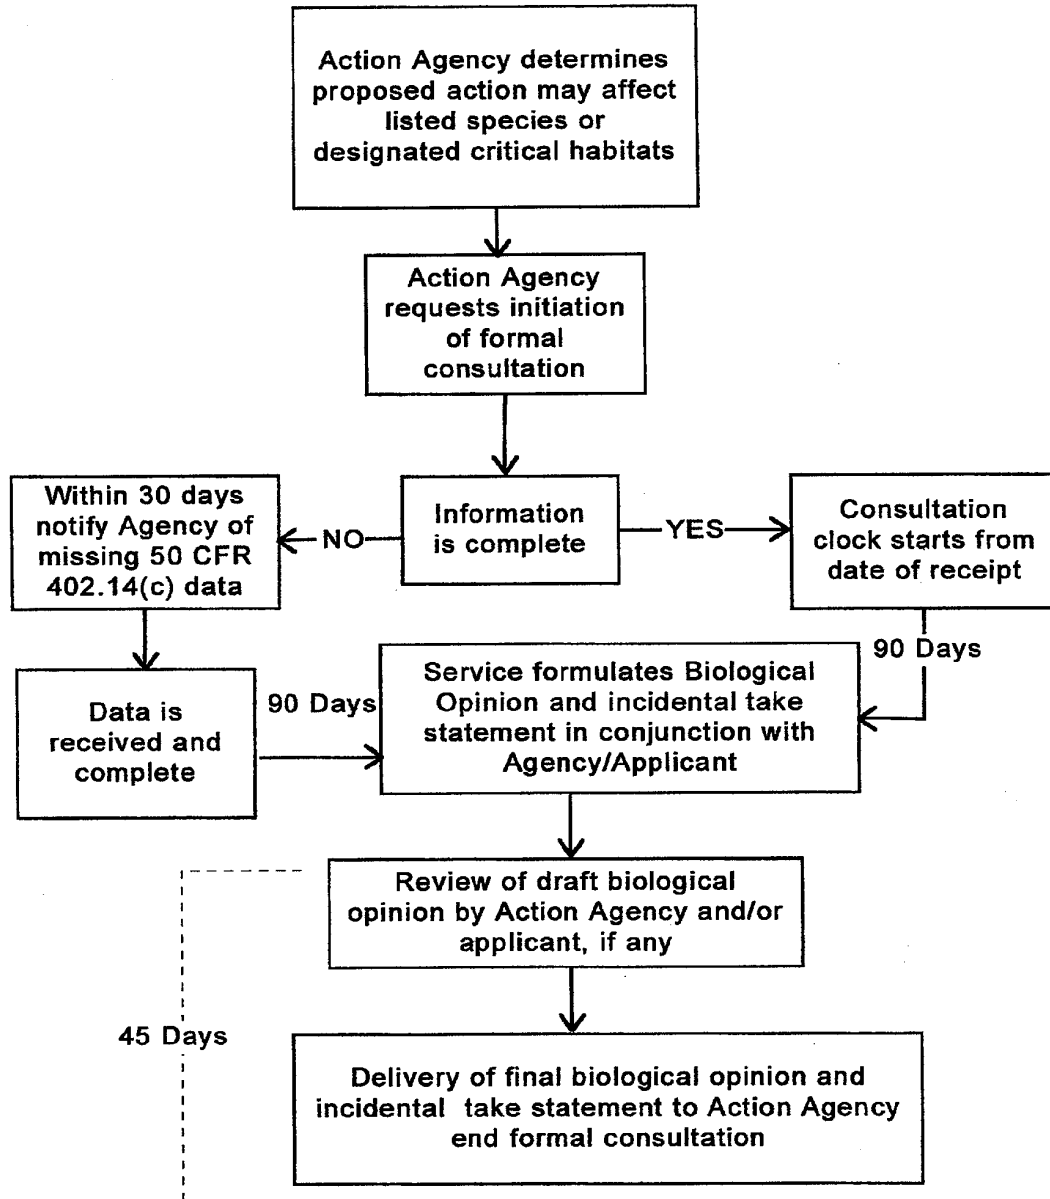 Action Agency determines
proposed action may affect
listed species or
designated critical habitats
Action Agency
requests initiation
of formal
consultation
Within 30 days
notify Agency of
missing 50 CFR
402.14(c) data
NO
Information
is complete
YES
Consultation
clock starts from
date of receipt
90 Days
Data is
received and
complete
90 Days
Service formulates Biological
Opinion and incidental take
statement in conjunction with
Agency/Applicant
Review of draft biological
opinion by Action Agency and/or
applicant, if any
45 Days
Delivery of final biological opinion and
incidental take statement to Action Agency
end formal consultation